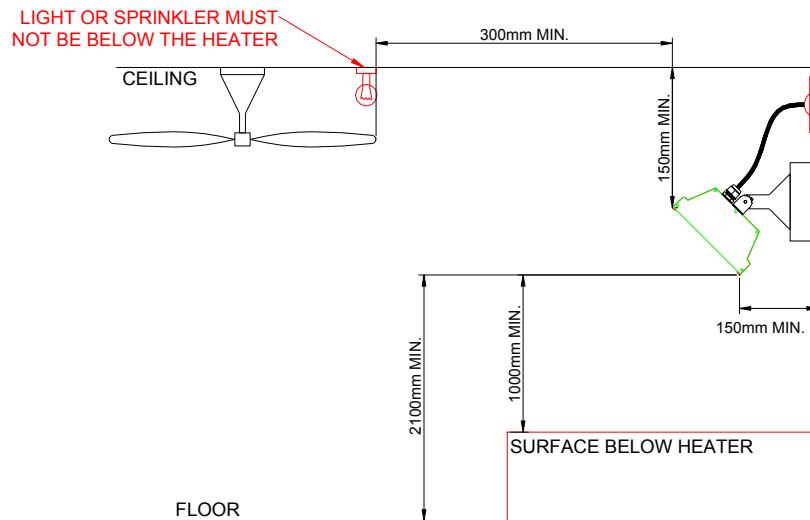 LIGHT OR SPRINKLER MUST
NOT BE BELOW THE HEATER
300mm MIN.
CEILING
150mm MIN.
150mm MIN.
2100mm MIN.
1000mm MIN.
SURFACE BELOW HEATER
FLOOR